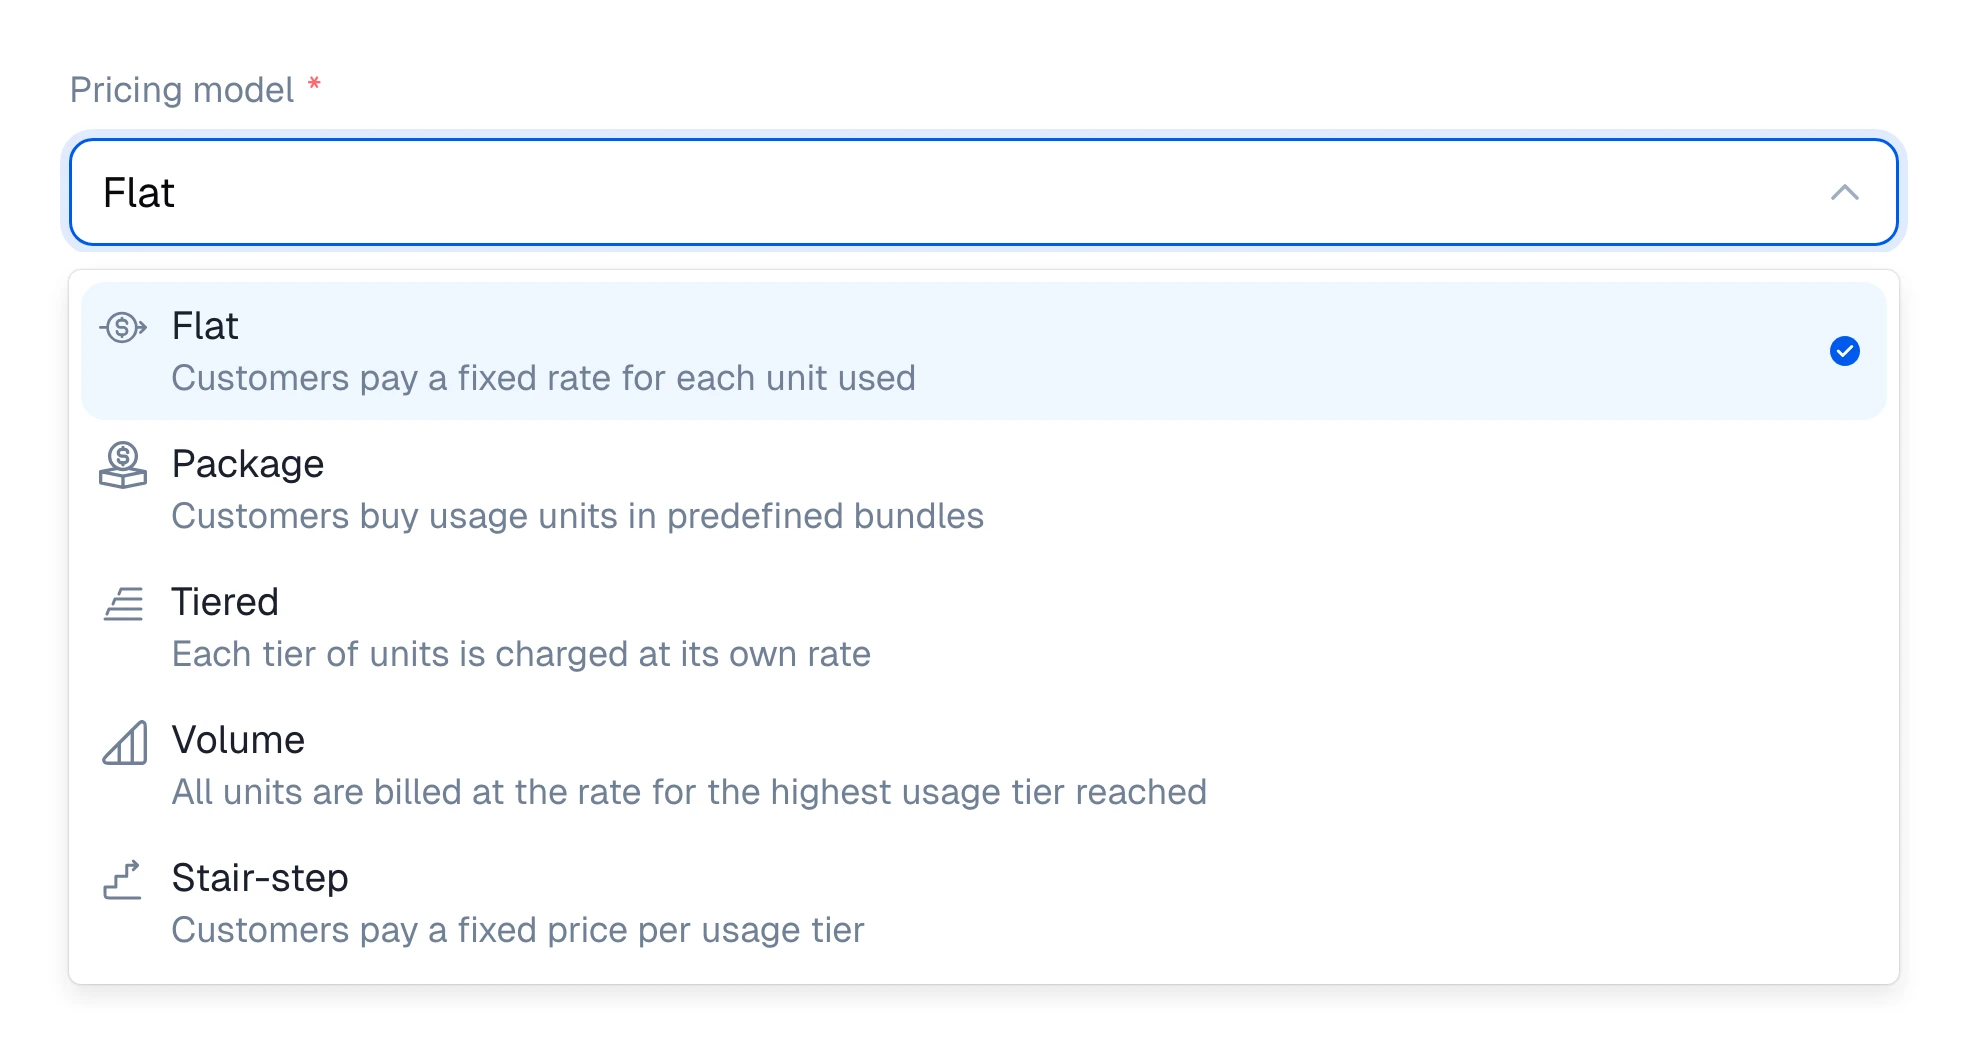 Pricing model *
Flat
Flat
Customers pay a fixed rate for each unit used
Package
Customers buy usage units in predefined bundles
Tiered
Each tier of units is charged at its own rate
Volume
All units are billed at the rate for the highest usage tier reached
Stair-step
Customers pay a fixed price per usage tier